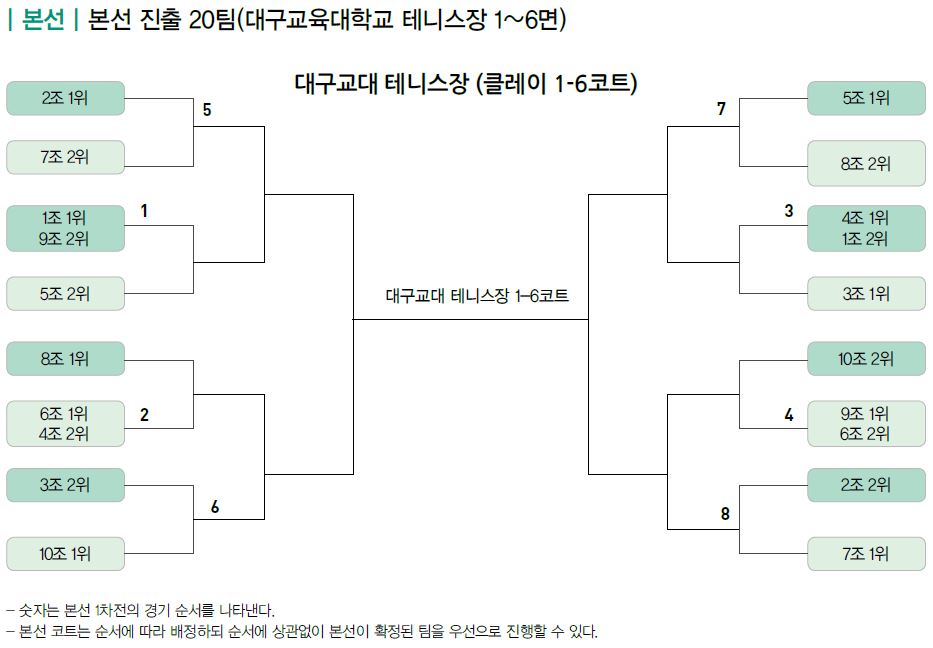 | 본선 | 본선 진출 20팀(대구교육대학교 테니스장 1~6면)
대구교대 테니스장 (클레이 1-6코트)
2조 1위
5
7조 2위
1조 1위
9조 2위
1
5조 2위
8조 1위
6조 1위
4조 2위
2
3조 2위
6
10조 1위
대구교대 테니스장 1-6코트
7
5조 1위
8조 2위
3
4조 1위
1조 2위
3조 1위
10조 2위
4
9조 1위
6조 2위
8
2조 2위
7조 1위
- 숫자는 본선 1차전의 경기 순서를 나타낸다.
- 본선 코트는 순서에 따라 배정하되 순서에 상관없이 본선이 확정된 팀을 우선으로 진행할 수 있다.